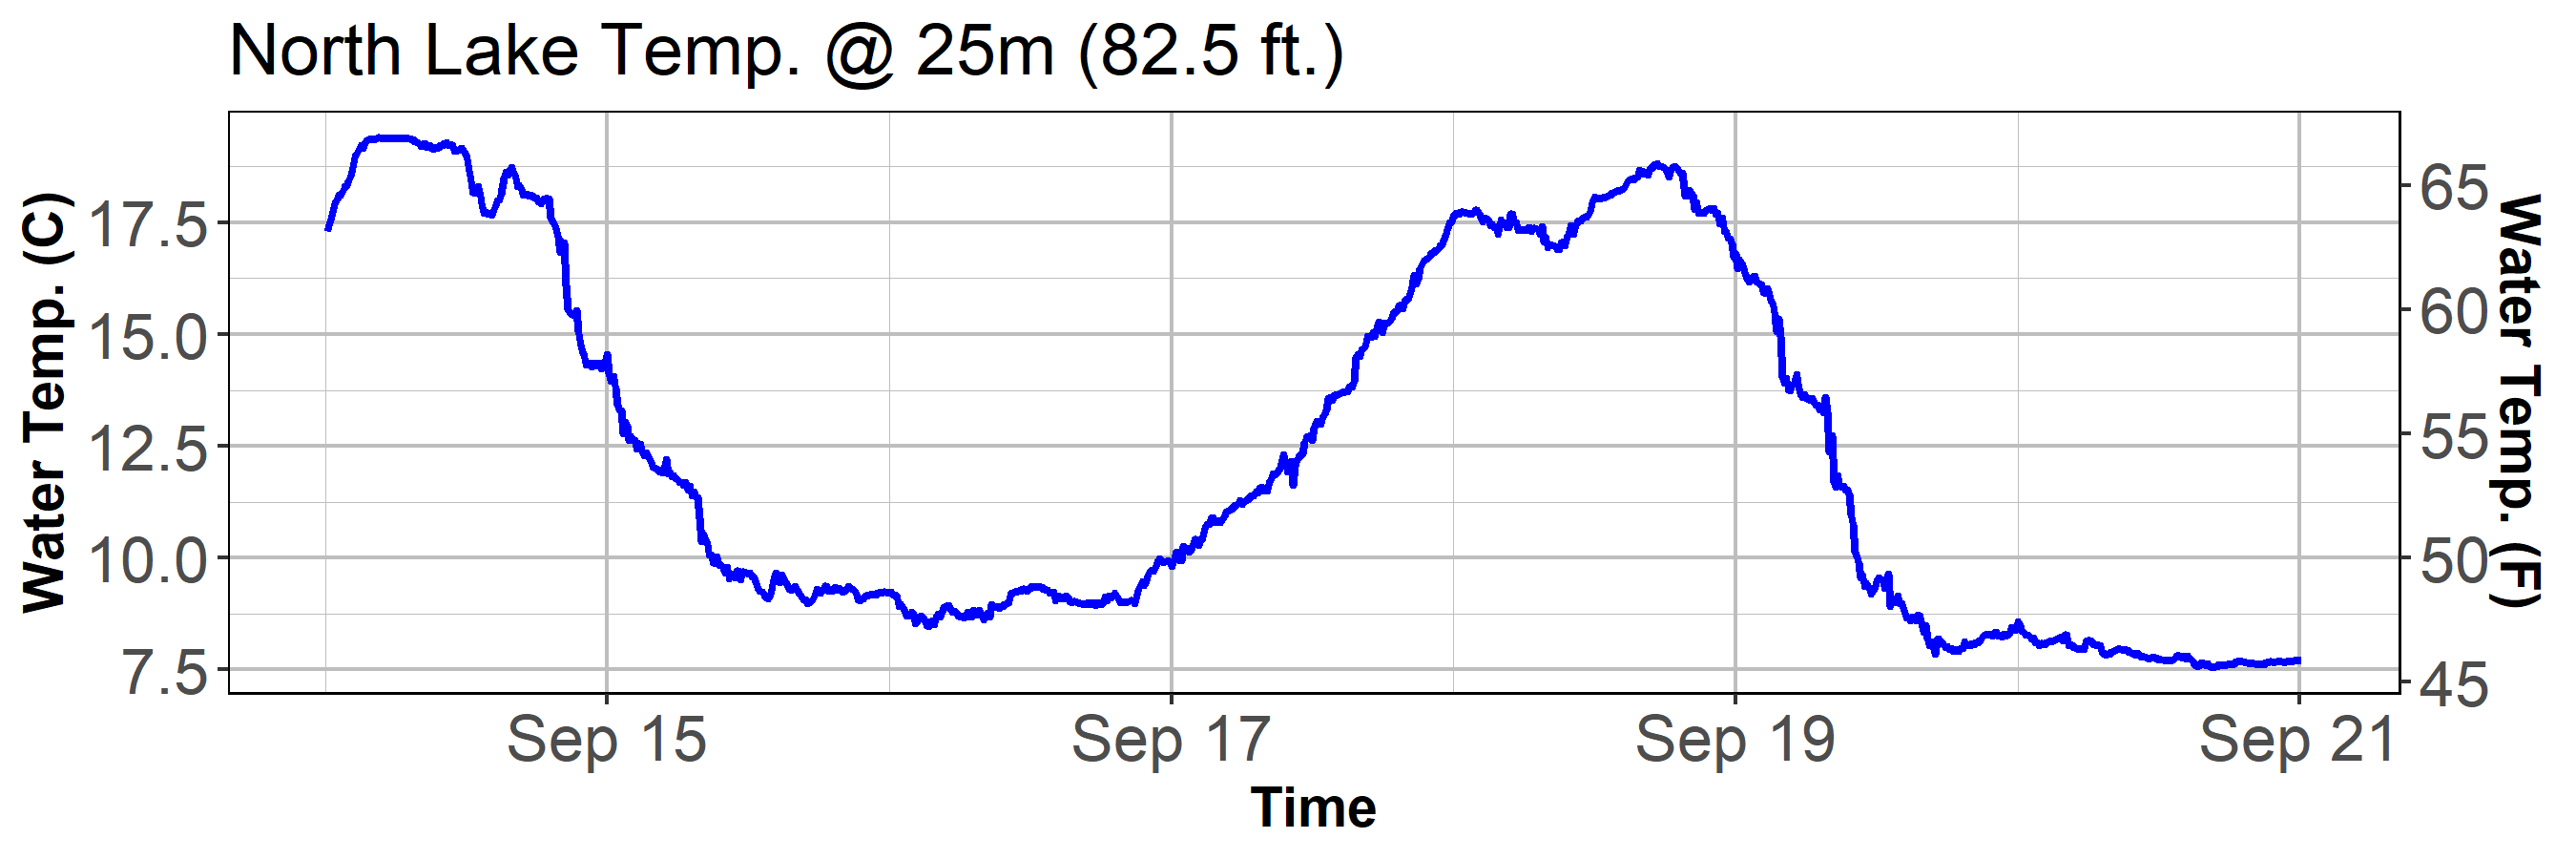 North Lake Temp. @ 25m (82.5 ft.)
Water Temp. (C)
17.5
15.0
12.5
10.0
7.5
65
60
55
50
45
Water Temp. (F)
Sep 15 Sep 17 Sep 19 Sep 21
Time